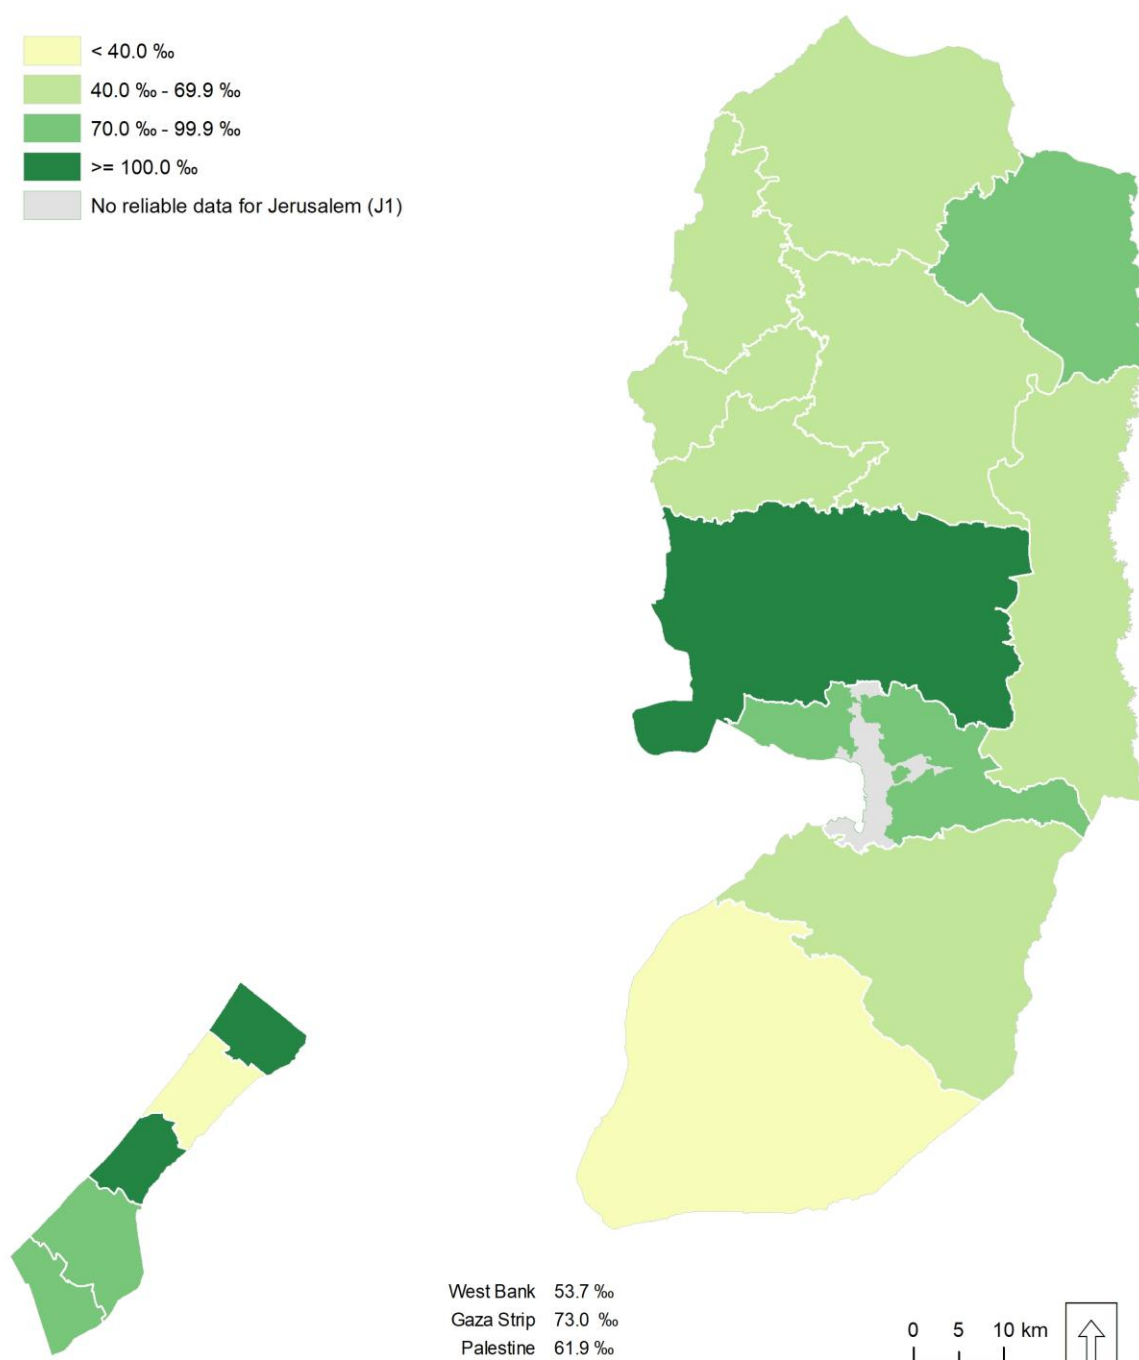 < 40.0 ‰
40.0 ‰ - 69.9 ‰
70.0 ‰ - 99.9 ‰
>= 100.0 ‰
No reliable data for Jerusalem (J1)
West Bank 53.7 ‰
Gaza Strip 73.0 ‰
Palestine 61.9 ‰
0 5 10 km